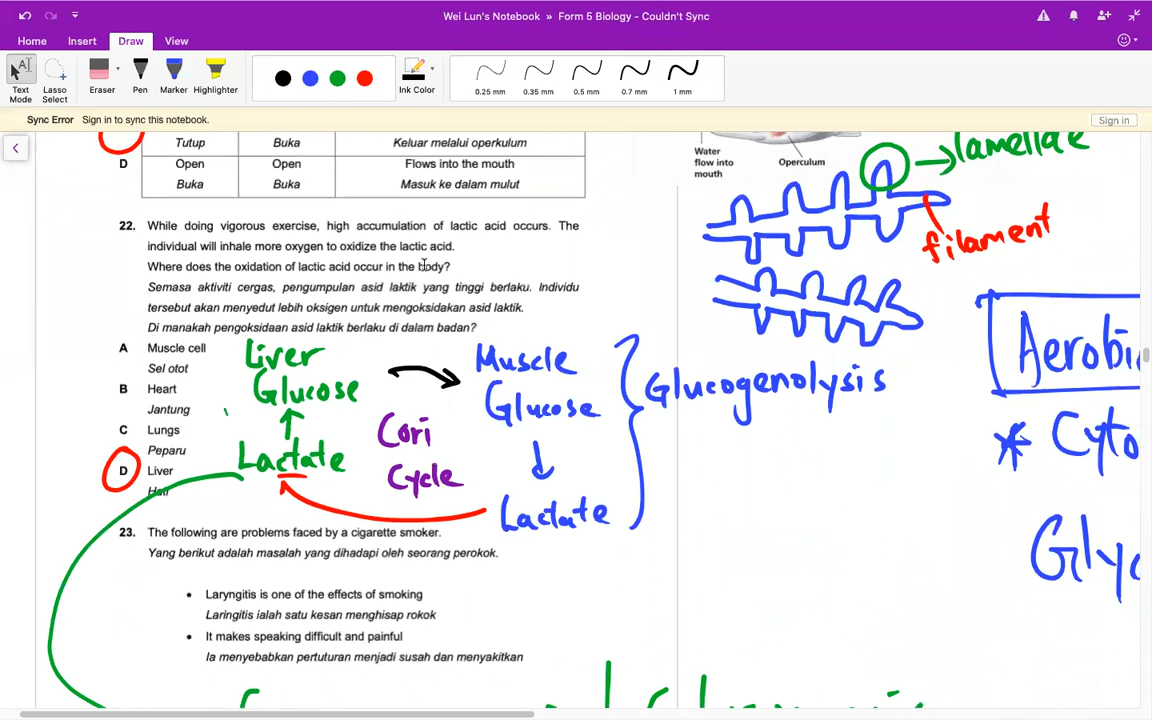 Wei Lun's Notebook » Form 5 Biology - Couldn't Sync
Home Insert Draw View
Text Mode
Lasso Select
Eraser
Pen
Marker
Highlighter
Ink Color
0.25 mm
0.35 mm
0.5 mm
0.7 mm
1 mm
Sync Error Sign in to sync this notebook.
Sign in
Tutup Buka Keluar melalui operkulum
D Open Open Flows into the mouth
Buka Buka Masuk ke dalam mulut
22. While doing vigorous exercise, high accumulation of lactic acid occurs. The
individual will inhale more oxygen to oxidize the lactic acid.
Where does the oxidation of lactic acid occur in the body?
Semasa aktiviti cergas, pengumpulan asid laktik yang tinggi berlaku. Individu
tersebut akan menyedut lebih oksigen untuk mengoksidakan asid laktik.
Di manakah pengoksidaan asid laktik berlaku di dalam badan?
A Muscle cell
Sel otot
B Heart
Jantung
C Lungs
Peparu
D Liver
Hati
Liver
Glucose
Lactate
Cori
Cycle
Muscle
Glucose
Lactate
Glucogenolysis
23. The following are problems faced by a cigarette smoker.
Yang berikut adalah masalah yang dihadapi oleh seorang perokok.
• Laryngitis is one of the effects of smoking
Laringitis ialah satu kesan menghisap rokok
• It makes speaking difficult and painful
Ia menyebabkan pertuturan menjadi susah dan menyakitkan
Water
flow into
mouth
Operculum
lamellae
filament
Aerobi
* Cyto
Glyc